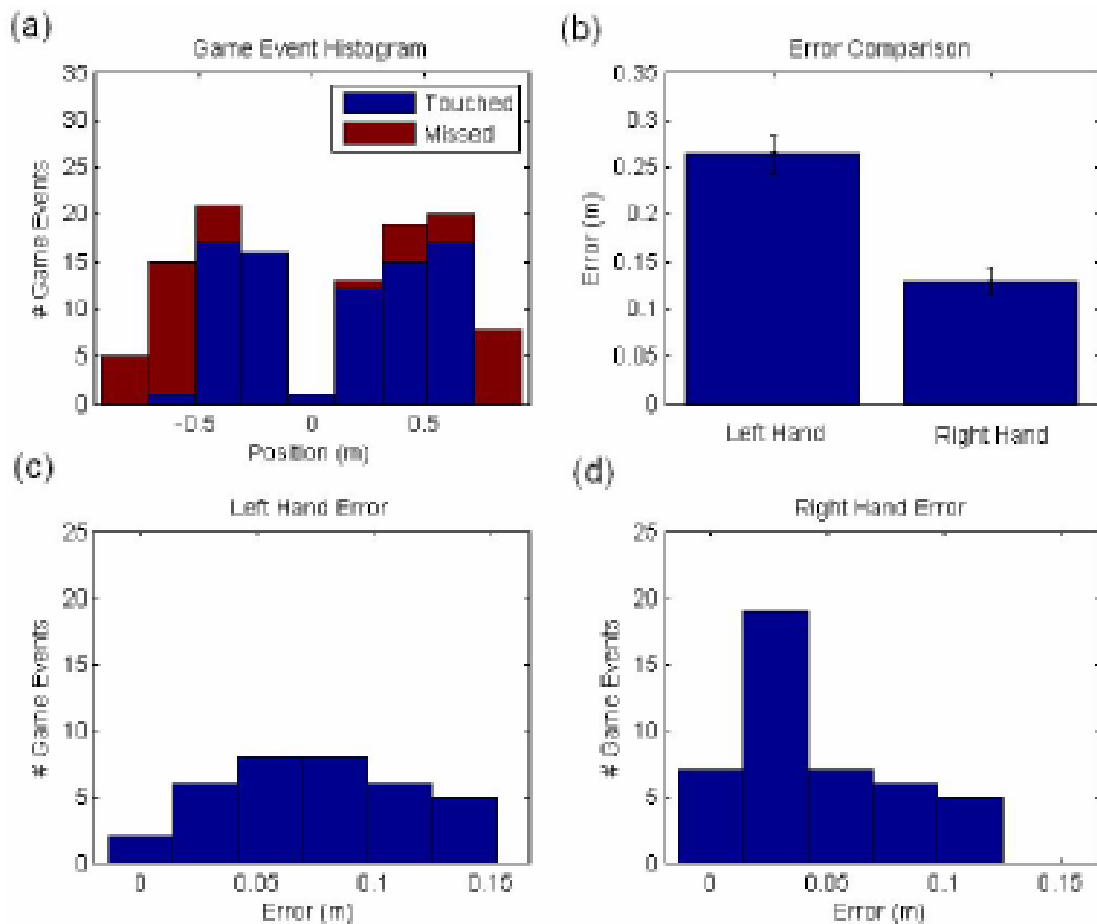 (a)
Game Event Histogram
35
30
25
20
15
10
5
0
# Game Events
Touched
Missed
-0.5
0
0.5
Position (m)
(b)
Error Comparison
0.35
0.3
0.25
0.2
0.15
0.1
0.05
0
Error (m)
Left Hand
Right Hand
(c)
Left Hand Error
25
20
15
10
5
0
# Game Events
0
0.05
0.1
0.15
Error (m)
(d)
Right Hand Error
25
20
15
10
5
0
# Game Events
0
0.05
0.1
0.15
Error (m)